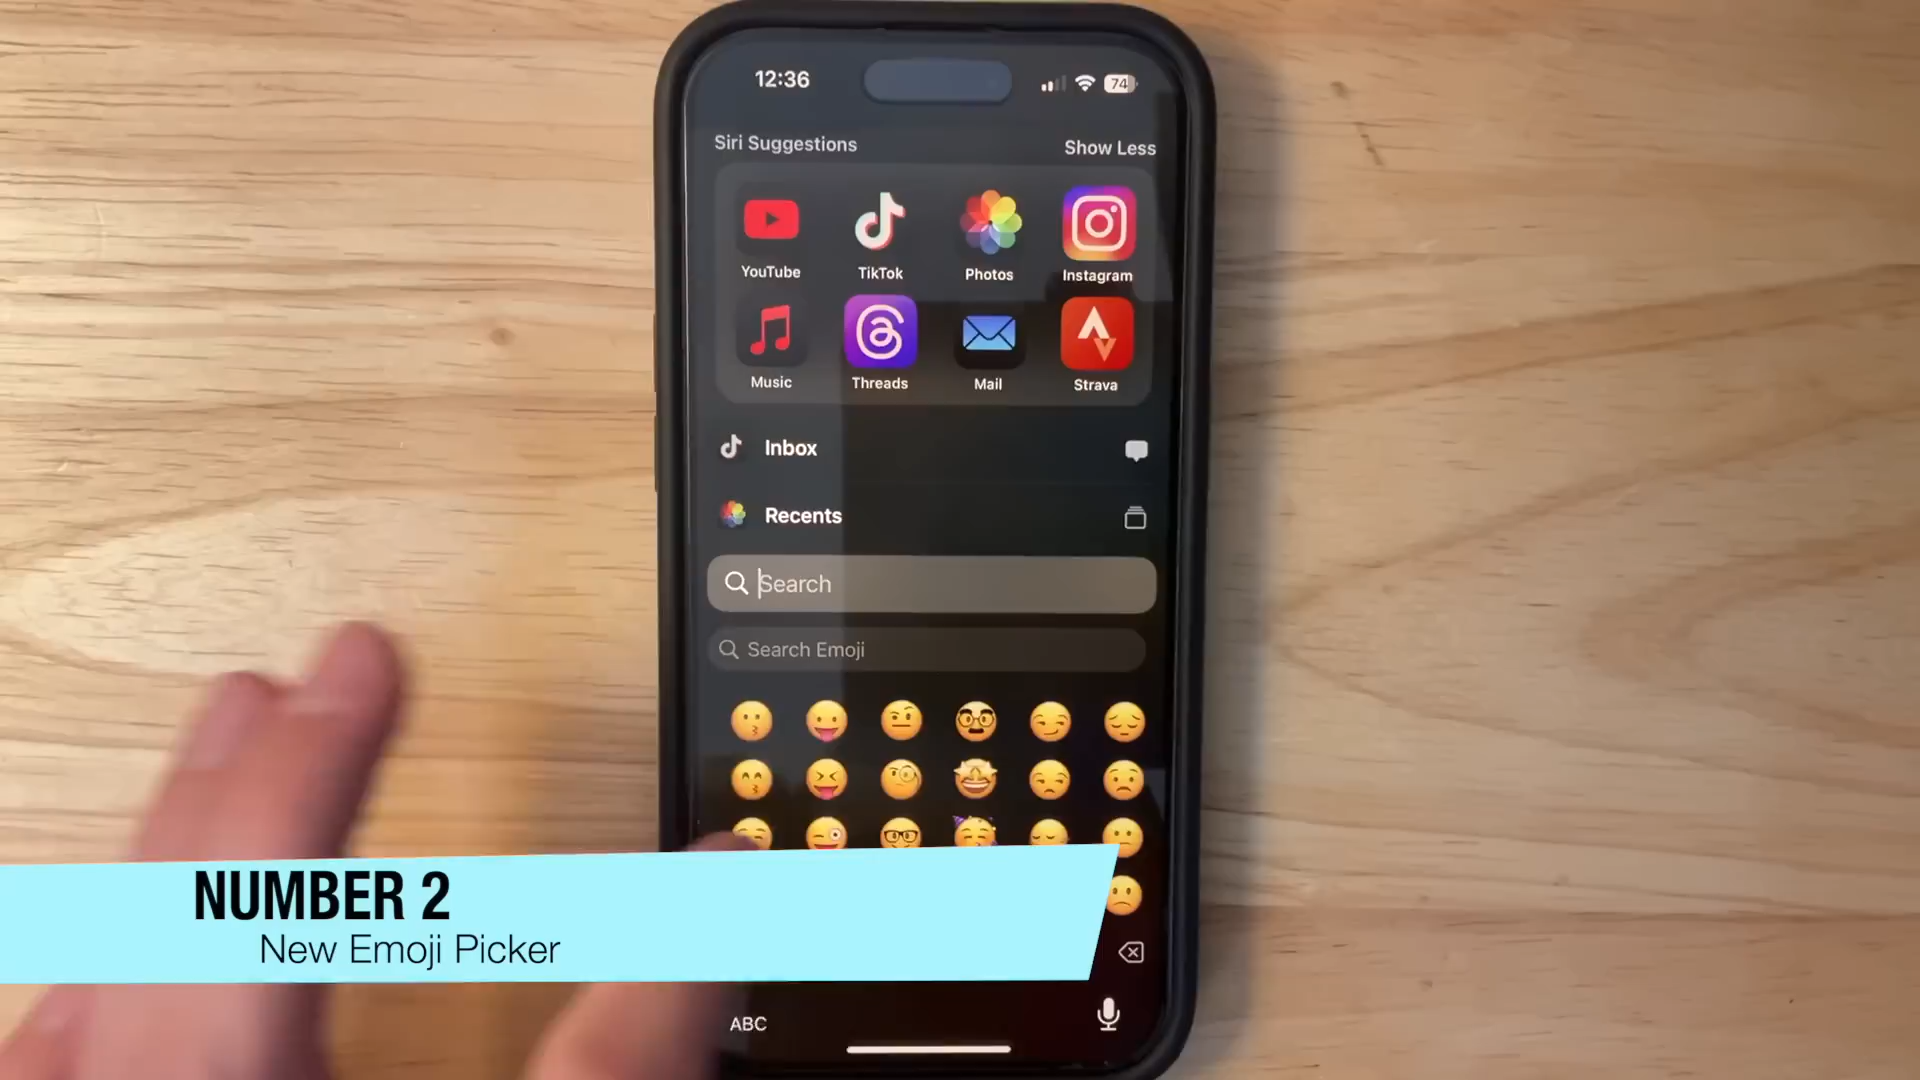 12:36
74
Siri Suggestions
Show Less
YouTube
TikTok
Photos
Instagram
Music
Threads
Mail
Strava
Inbox
Recents
Search
Search Emoji
NUMBER 2
New Emoji Picker
ABC